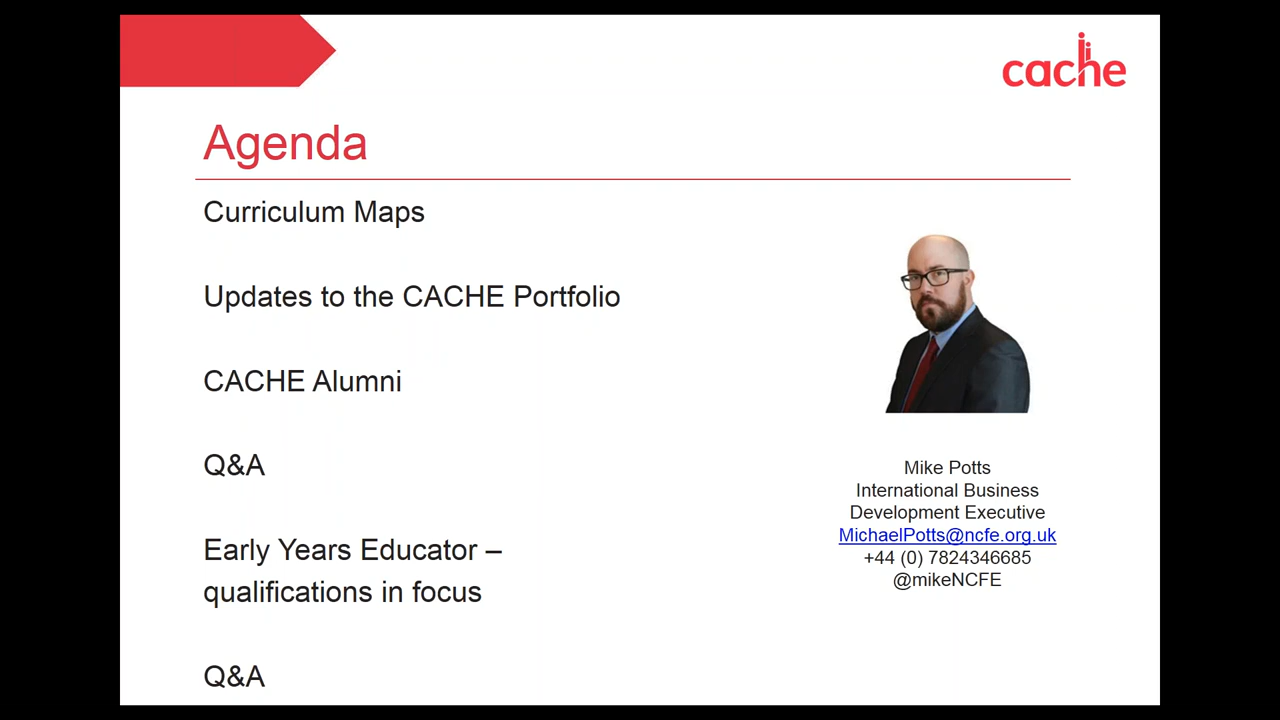 cache
Agenda
Curriculum Maps
Updates to the CACHE Portfolio
CACHE Alumni
Q&A
Early Years Educator –
qualifications in focus
Q&A
Mike Potts
International Business
Development Executive
MichaelPotts@ncfe.org.uk
+44 (0) 7824346685
@mikeNCFE